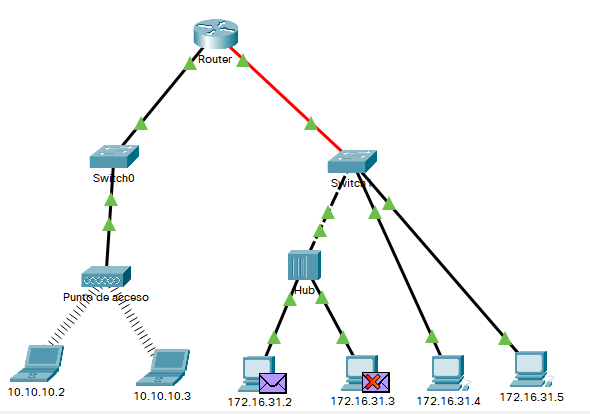 Router
Switch0
Switch1
Punto de acceso
Hub
10.10.10.2
10.10.10.3
172.16.31.2
172.16.31.3
172.16.31.4
172.16.31.5